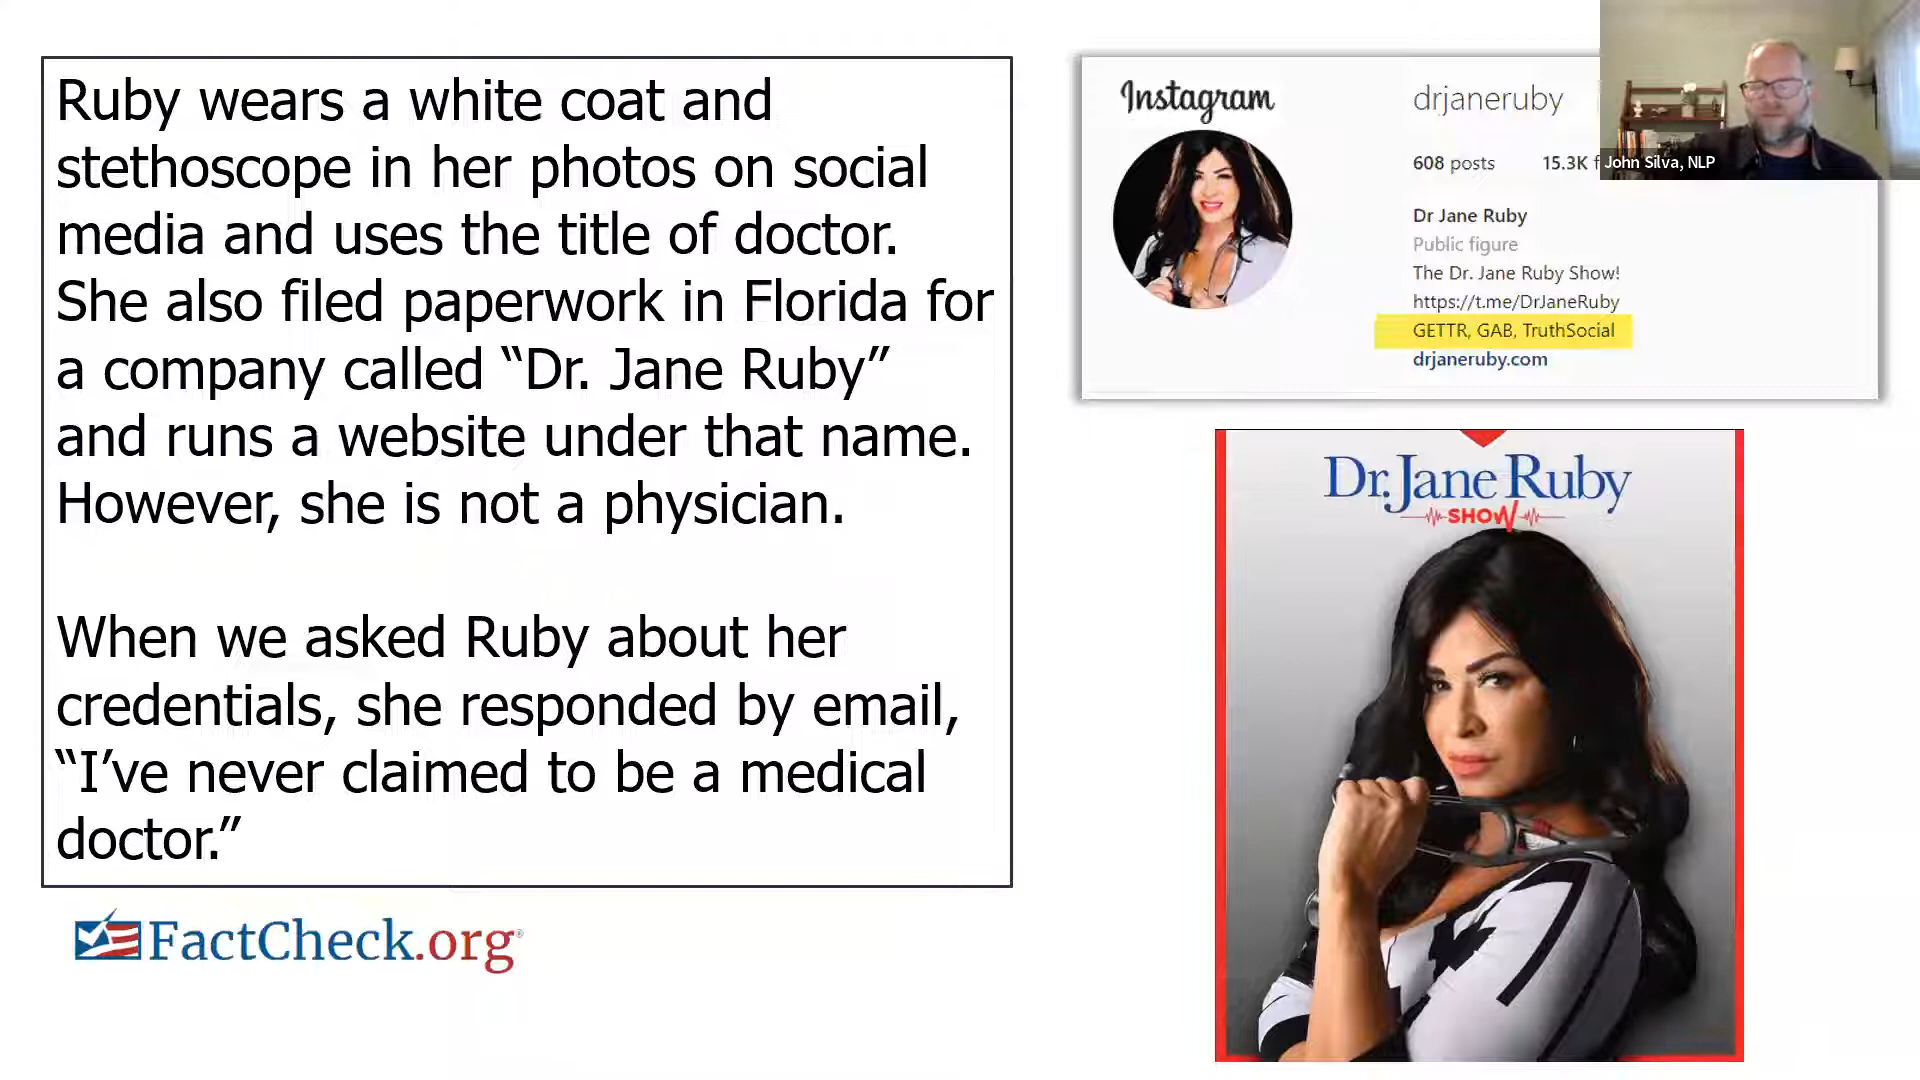 Ruby wears a white coat and
stethoscope in her photos on social
media and uses the title of doctor.
She also filed paperwork in Florida for
a company called “Dr. Jane Ruby”
and runs a website under that name.
However, she is not a physician.
When we asked Ruby about her
credentials, she responded by email,
“I’ve never claimed to be a medical
doctor.”
FactCheck.org®
Instagram
drjaneruby
608 posts 15.3K f
Dr Jane Ruby
Public figure
The Dr. Jane Ruby Show!
https://t.me/DrJaneRuby
GETTR, GAB, TruthSocial
drjaneruby.com
John Silva, NLP
Dr. Jane Ruby
SHOW